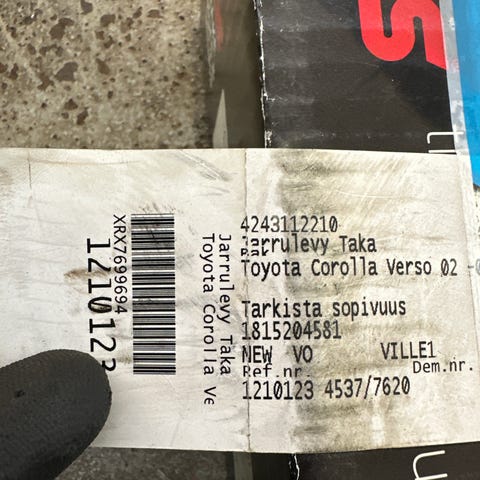 4243112210
Jarrulevy Taka
Toyota Corolla Verso 02 -0
Tarkista sopivuus
1815204581
NEW VO VILLE1
Ref.nr. Dem.nr.
1210123 4537/7620
Jarrulevy Taka
Toyota Corolla Ve
XRX7699694
1210123
S
u